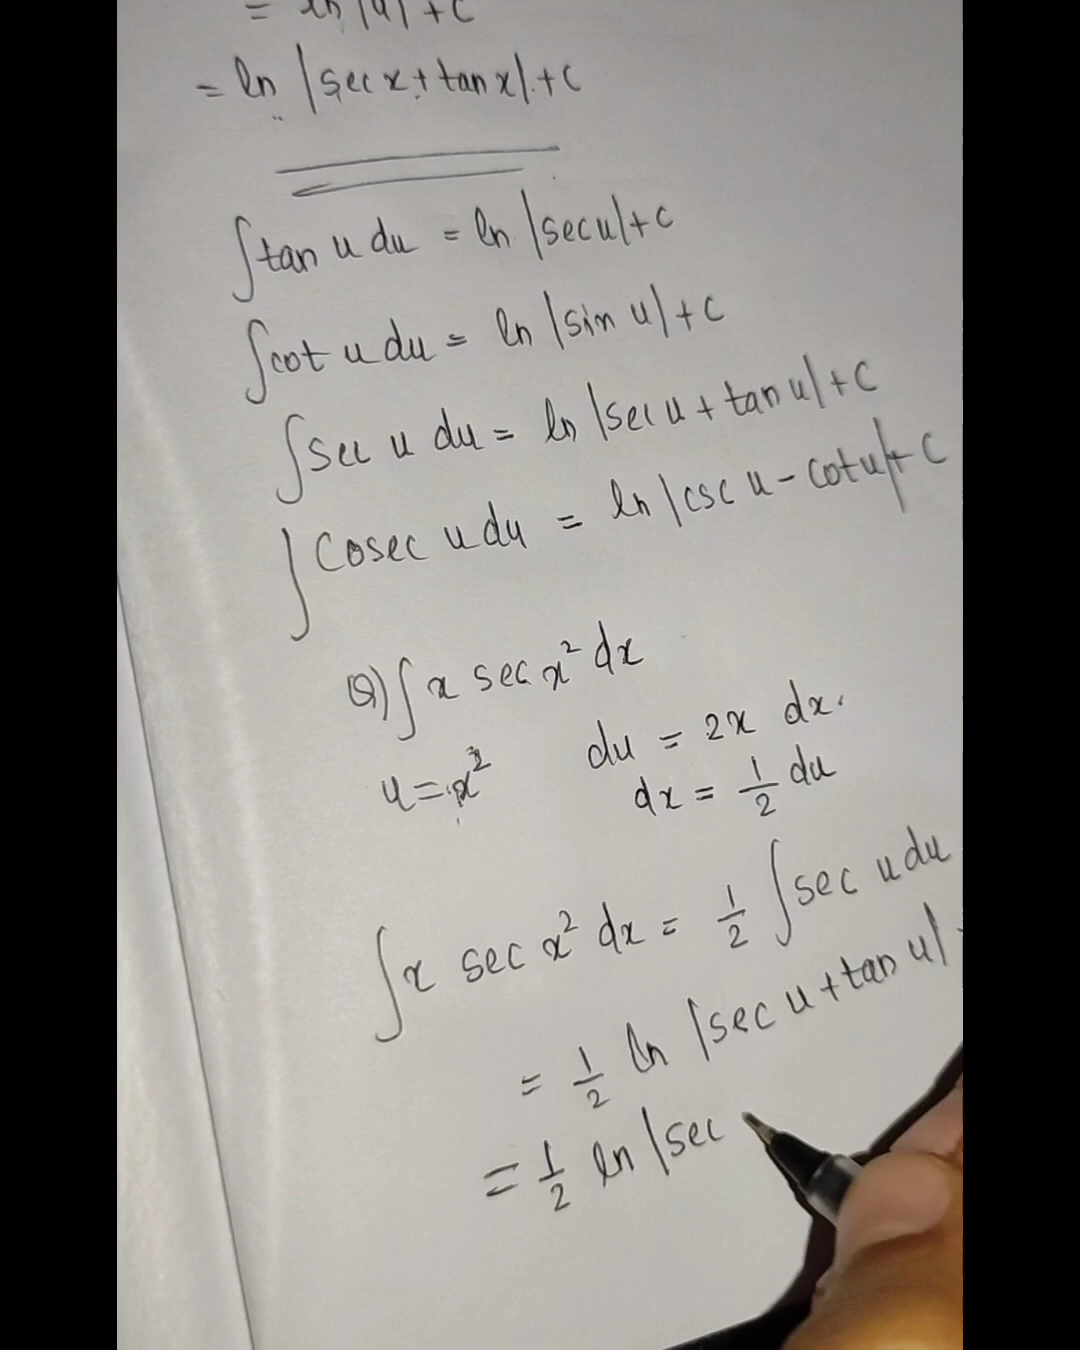 = ln |u| + c
= ln |sec x + tan x| + c
∫tan u du = ln |sec u| + c
∫cot u du = ln |sin u| + c
∫sec u du = ln |sec u + tan u| + c
∫cosec u du = ln |csc u - cot u| + c
Q) ∫x sec x² dx
u = x² du = 2x dx.
dx = 1/2 du
∫x sec x² dx = 1/2 ∫sec u du
= 1/2 ln |sec u + tan u|
= 1/2 ln |sec